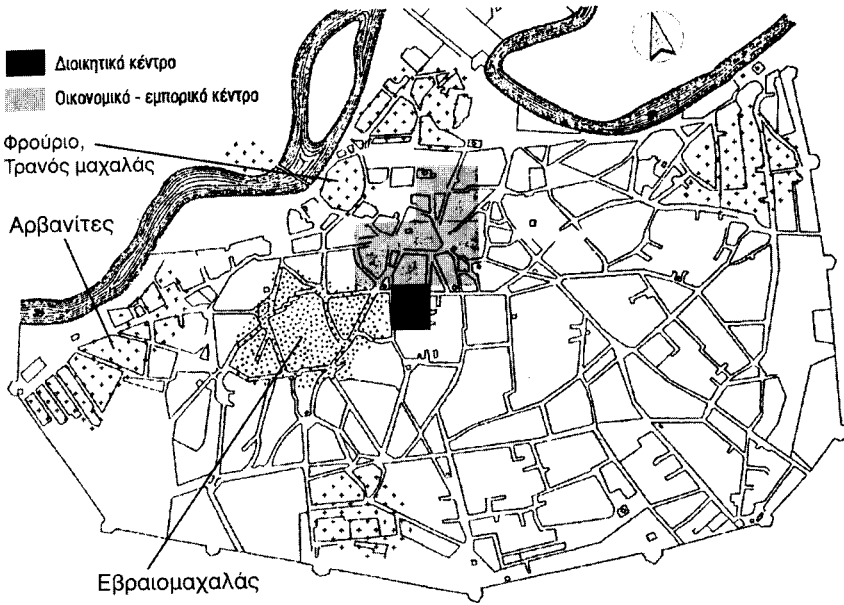 Διοικητικό κέντρο
Οικονομικό - εμπορικό κέντρο
Φρούριο,
Τρανός μαχαλάς
Αρβανίτες
Εβραιομαχαλάς